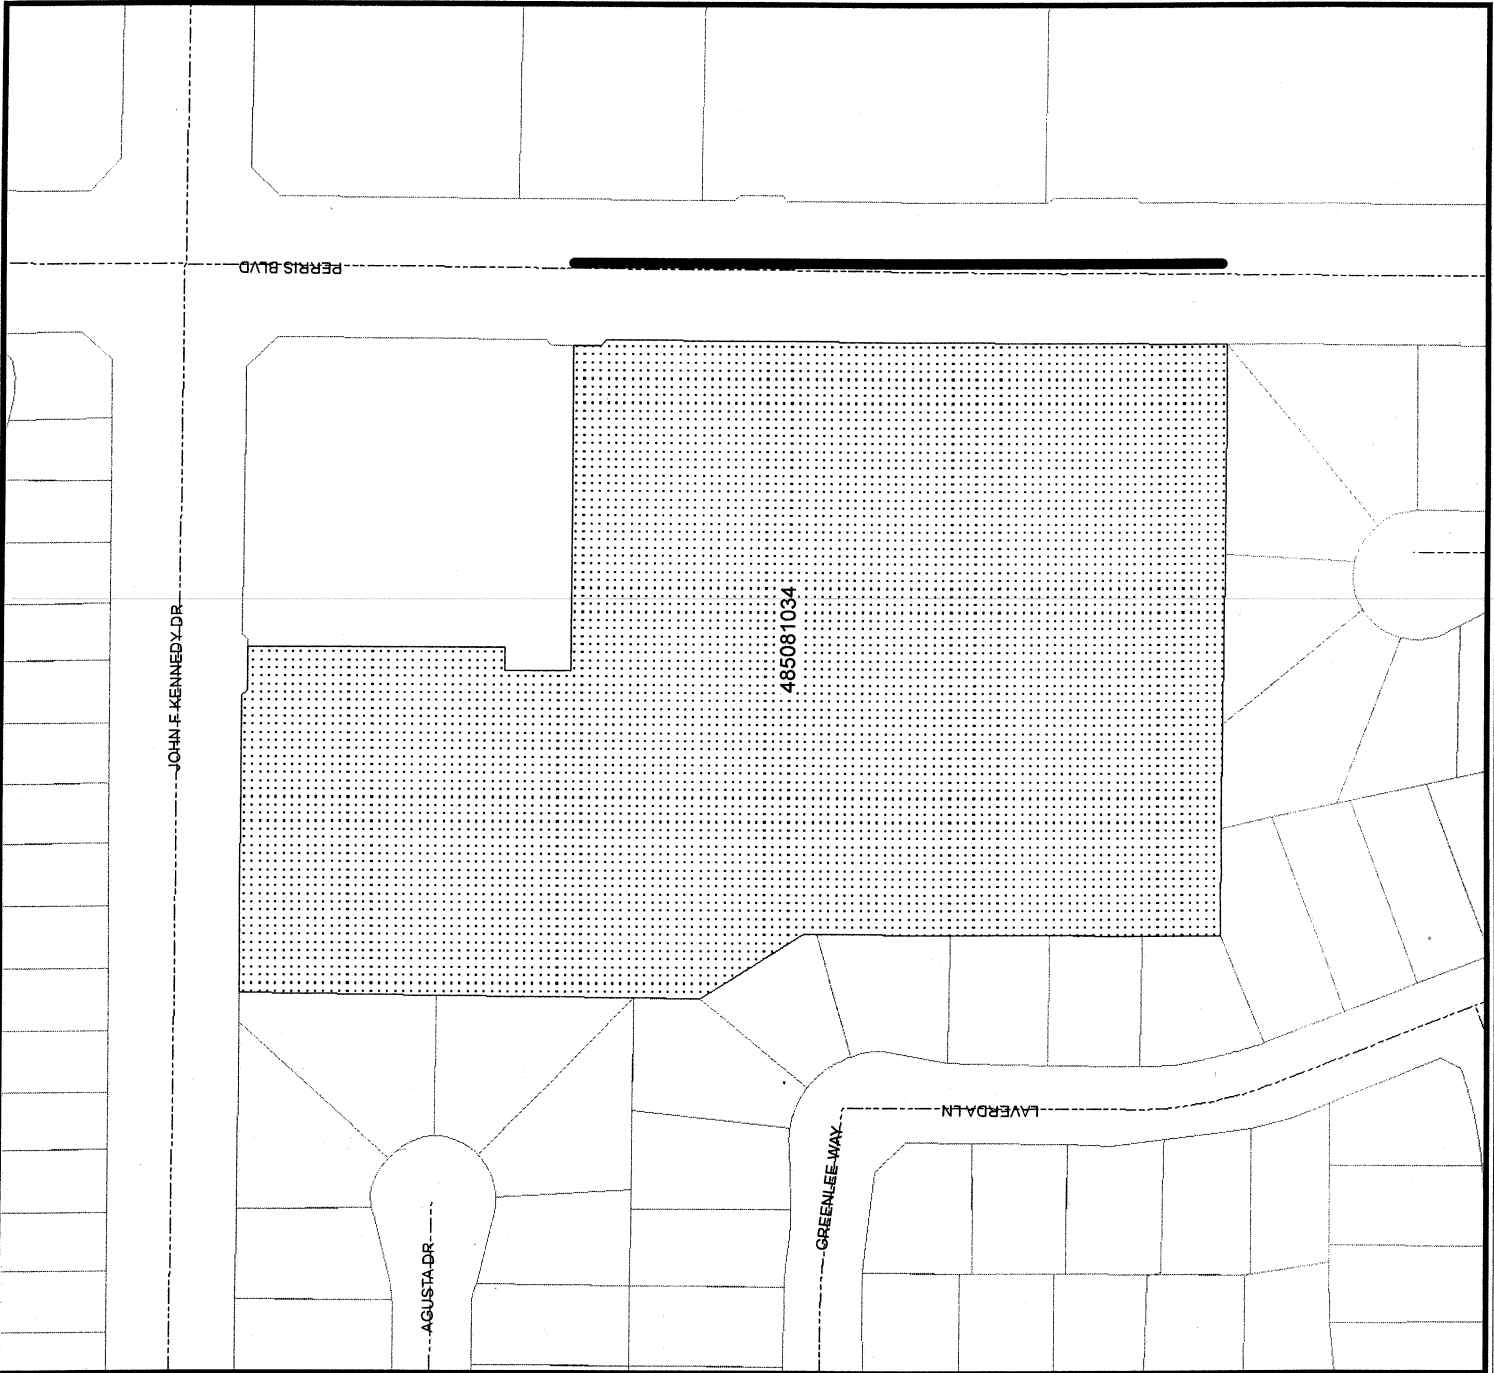 PERRIS BLVD
JOHN F KENNEDY DR
485081034
LAVERDA LN
GREENLEE WAY
AGUSTA DR